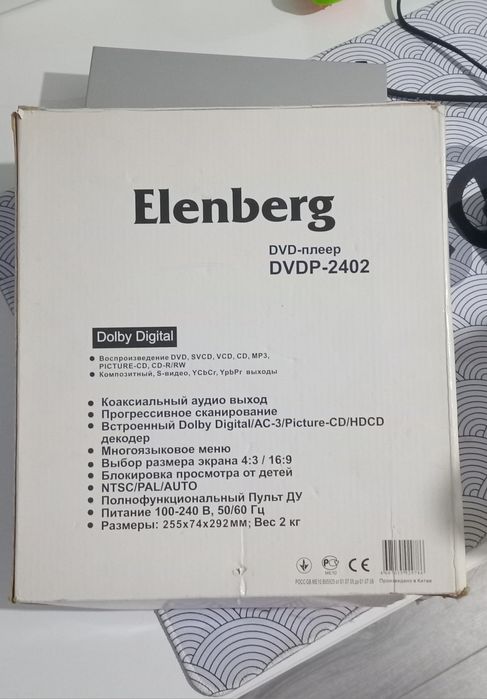 Elenberg
DVD-плеер
DVDP-2402
Dolby Digital
• Воспроизведение DVD, SVCD, VCD, CD, MP3,
PICTURE-CD, CD-R/RW
• Композитный, S-видео, YCbCr, YpbPr выходы
• Коаксиальный аудио выход
• Прогрессивное сканирование
• Встроенный Dolby Digital/AC-3/Picture-CD/HDCD
декодер
• Многоязыковое меню
• Выбор размера экрана 4:3 / 16:9
• Блокировка просмотра от детей
• NTSC/PAL/AUTO
• Полнофункциональный Пульт ДУ
• Питание 100-240 В, 50/60 Гц
• Размеры: 255x74x292мм; Вес 2 кг
CE
Произведено в Китае